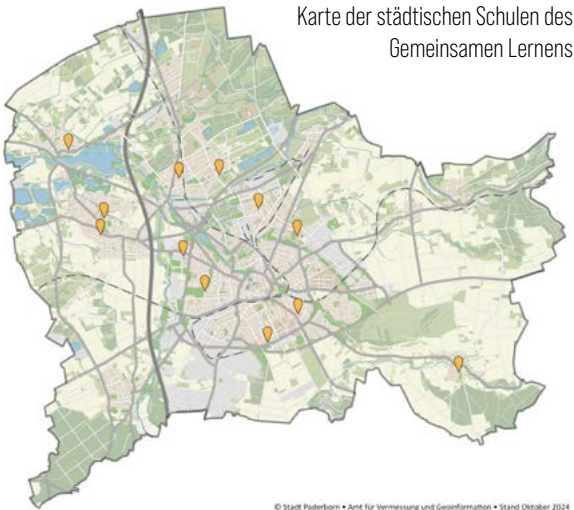 Karte der städtischen Schulen des
Gemeinsamen Lernens
© Stadt Paderborn • Amt für Vermessung und Geoinformation • Stand Oktober 2024